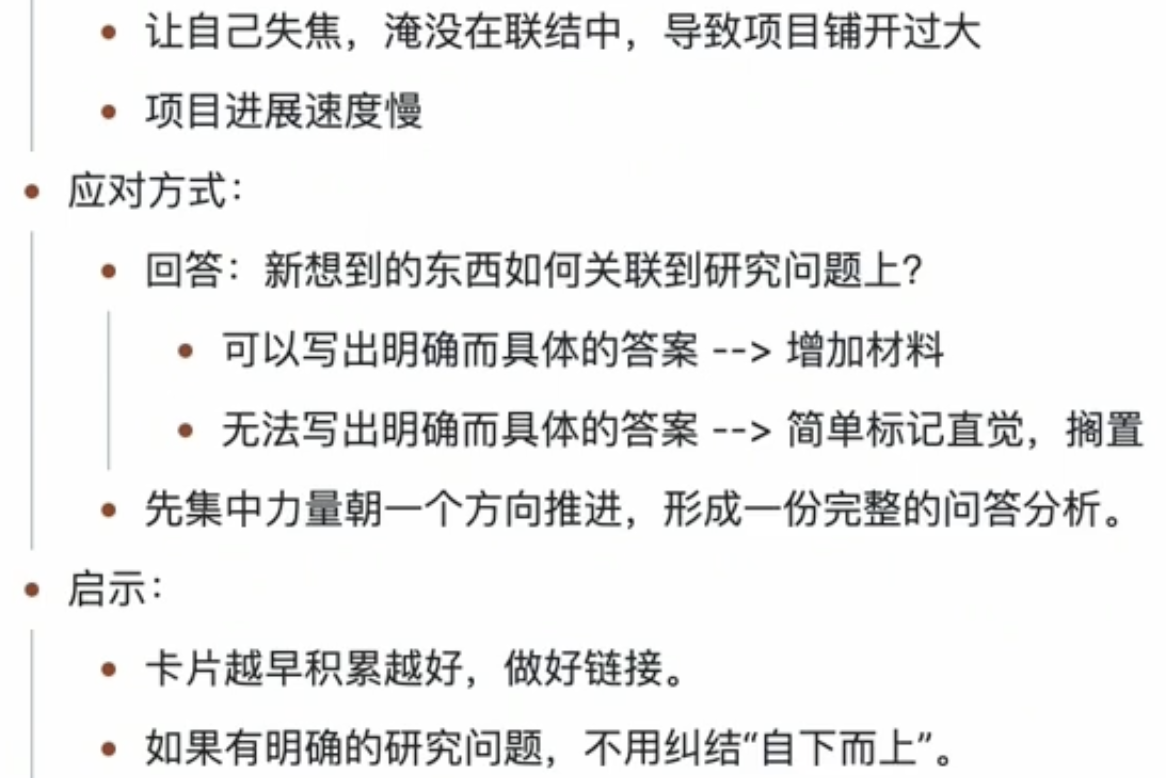 让自己失焦，淹没在联结中，导致项目铺开过大
项目进展速度慢
应对方式：
回答：新想到的东西如何关联到研究问题上？
可以写出明确而具体的答案 --> 增加材料
无法写出明确而具体的答案 --> 简单标记直觉，搁置
先集中力量朝一个方向推进，形成一份完整的问答分析。
启示：
卡片越早积累越好，做好链接。
如果有明确的研究问题，不用纠结“自下而上”。